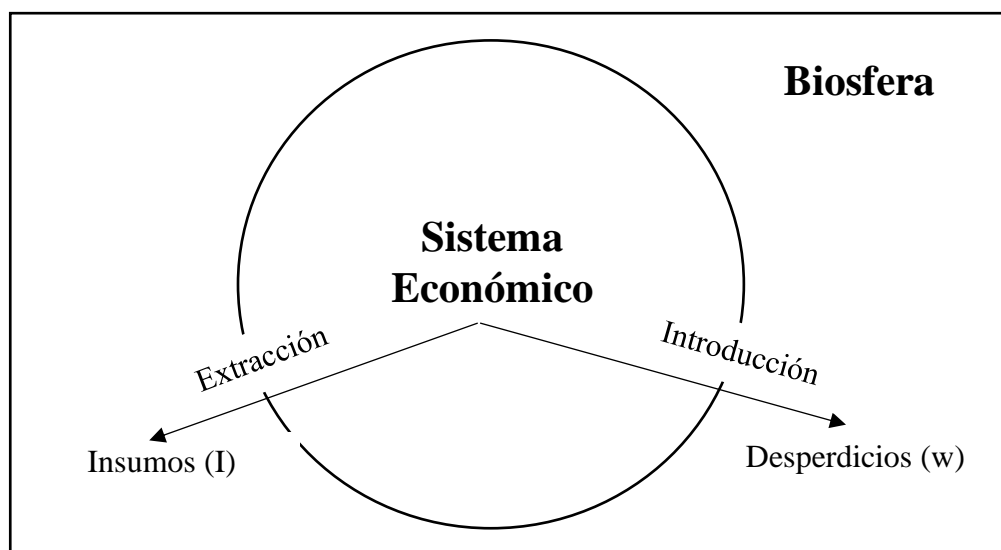 Biosfera
Sistema
Económico
Extracción
Introducción
Insumos (I)
Desperdicios (w)